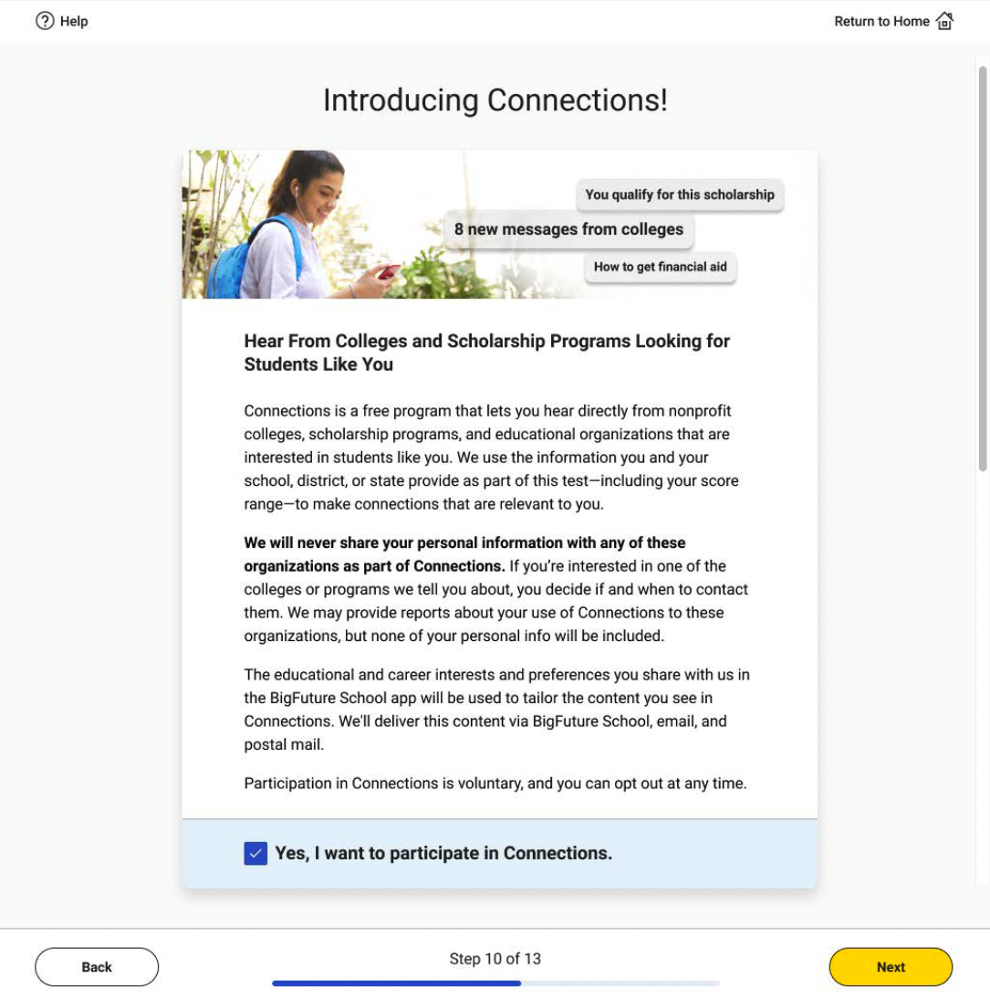 Help
Return to Home
Introducing Connections!
You qualify for this scholarship
8 new messages from colleges
How to get financial aid
Hear From Colleges and Scholarship Programs Looking for
Students Like You
Connections is a free program that lets you hear directly from nonprofit
colleges, scholarship programs, and educational organizations that are
interested in students like you. We use the information you and your
school, district, or state provide as part of this test—including your score
range—to make connections that are relevant to you.
We will never share your personal information with any of these
organizations as part of Connections. If you’re interested in one of the
colleges or programs we tell you about, you decide if and when to contact
them. We may provide reports about your use of Connections to these
organizations, but none of your personal info will be included.
The educational and career interests and preferences you share with us in
the BigFuture School app will be used to tailor the content you see in
Connections. We'll deliver this content via BigFuture School, email, and
postal mail.
Participation in Connections is voluntary, and you can opt out at any time.
Yes, I want to participate in Connections.
Back
Step 10 of 13
Next